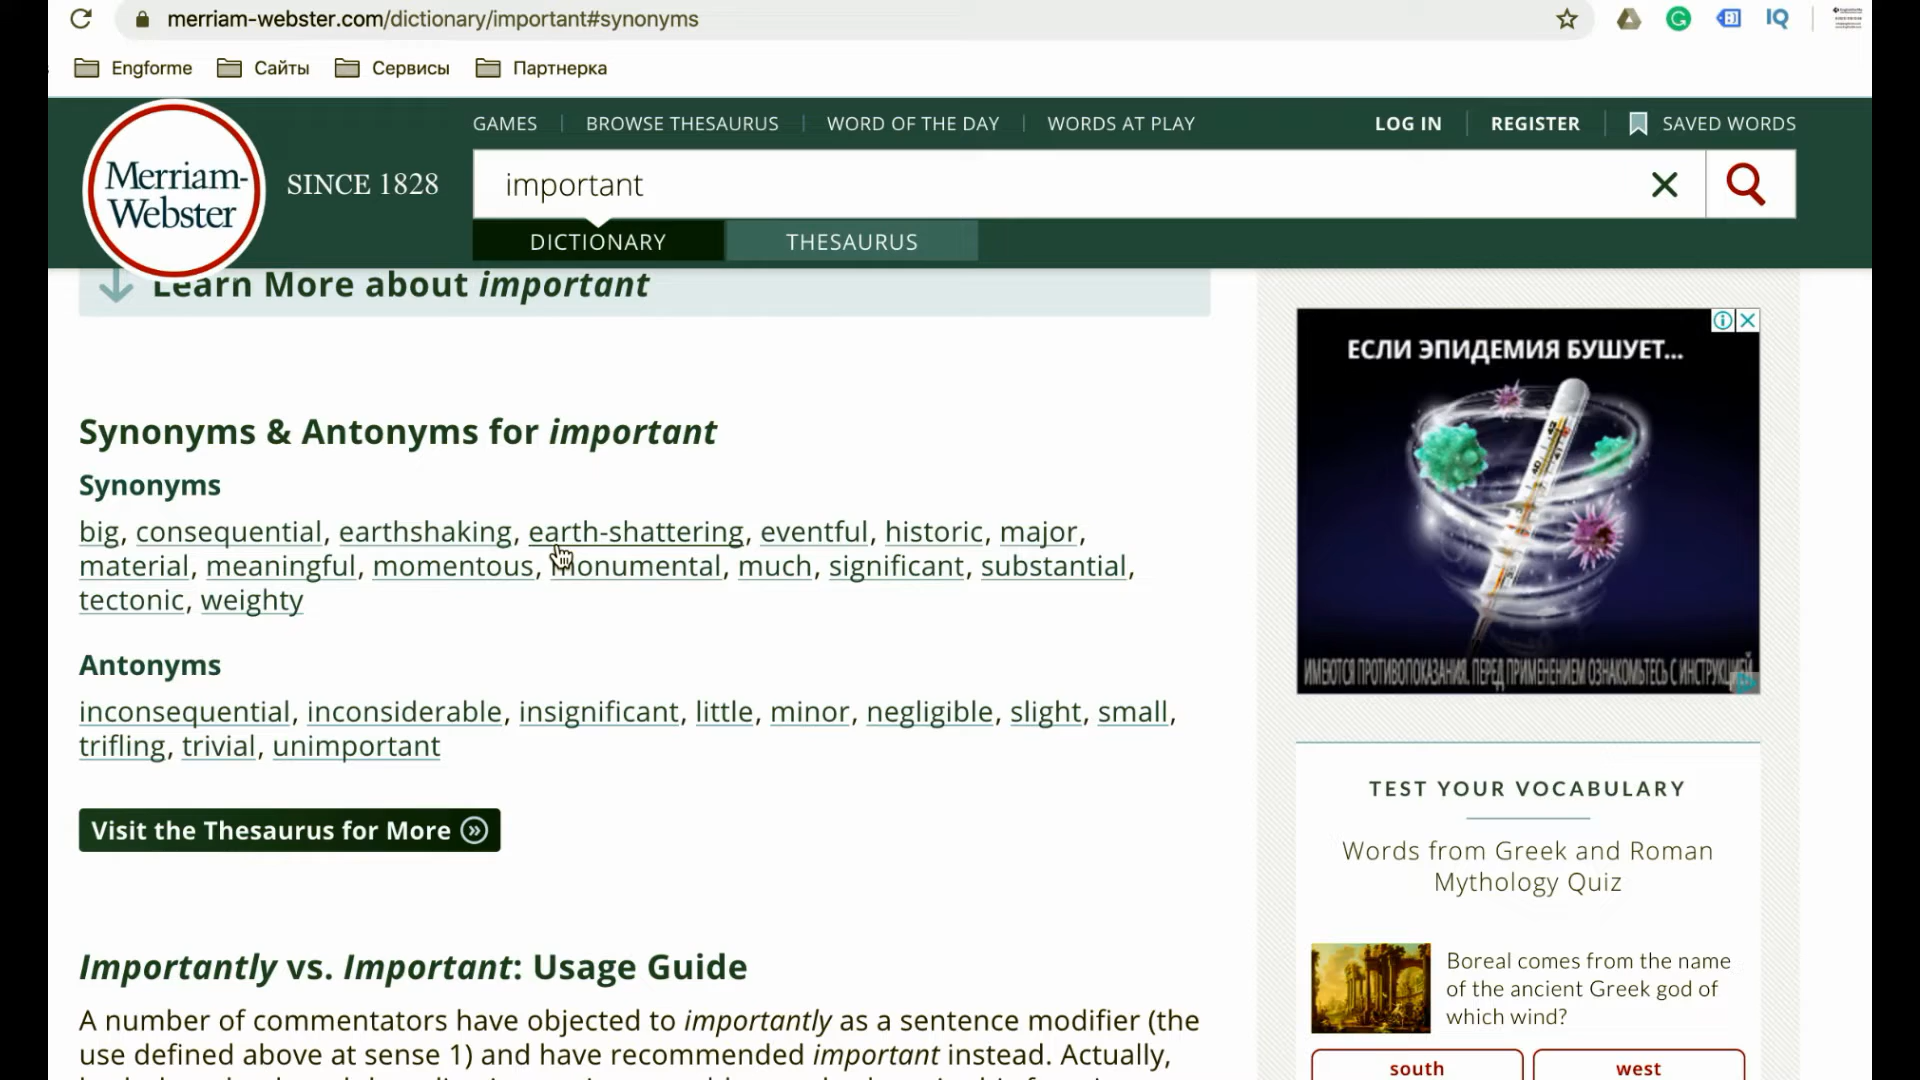 merriam-webster.com/dictionary/important#synonyms
Engforme Сайты Сервисы Партнерка
GAMES BROWSE THESAURUS WORD OF THE DAY WORDS AT PLAY LOG IN REGISTER SAVED WORDS
Merriam-
Webster
SINCE 1828
important
DICTIONARY THESAURUS
Learn More about important
Synonyms & Antonyms for important
Synonyms
big, consequential, earthshaking, earth-shattering, eventful, historic, major,
material, meaningful, momentous, monumental, much, significant, substantial,
tectonic, weighty
Antonyms
inconsequential, inconsiderable, insignificant, little, minor, negligible, slight, small,
trifling, trivial, unimportant
Visit the Thesaurus for More
Importantly vs. Important: Usage Guide
A number of commentators have objected to importantly as a sentence modifier (the
use defined above at sense 1) and have recommended important instead. Actually,
ЕСЛИ ЭПИДЕМИЯ БУШУЕТ...
ИМЕЮТСЯ ПРОТИВОПОКАЗАНИЯ. ПЕРЕД ПРИМЕНЕНИЕМ ОЗНАКОМЬТЕСЬ С ИНСТРУКЦИЕЙ
TEST YOUR VOCABULARY
Words from Greek and Roman
Mythology Quiz
Boreal comes from the name
of the ancient Greek god of
which wind?
south west